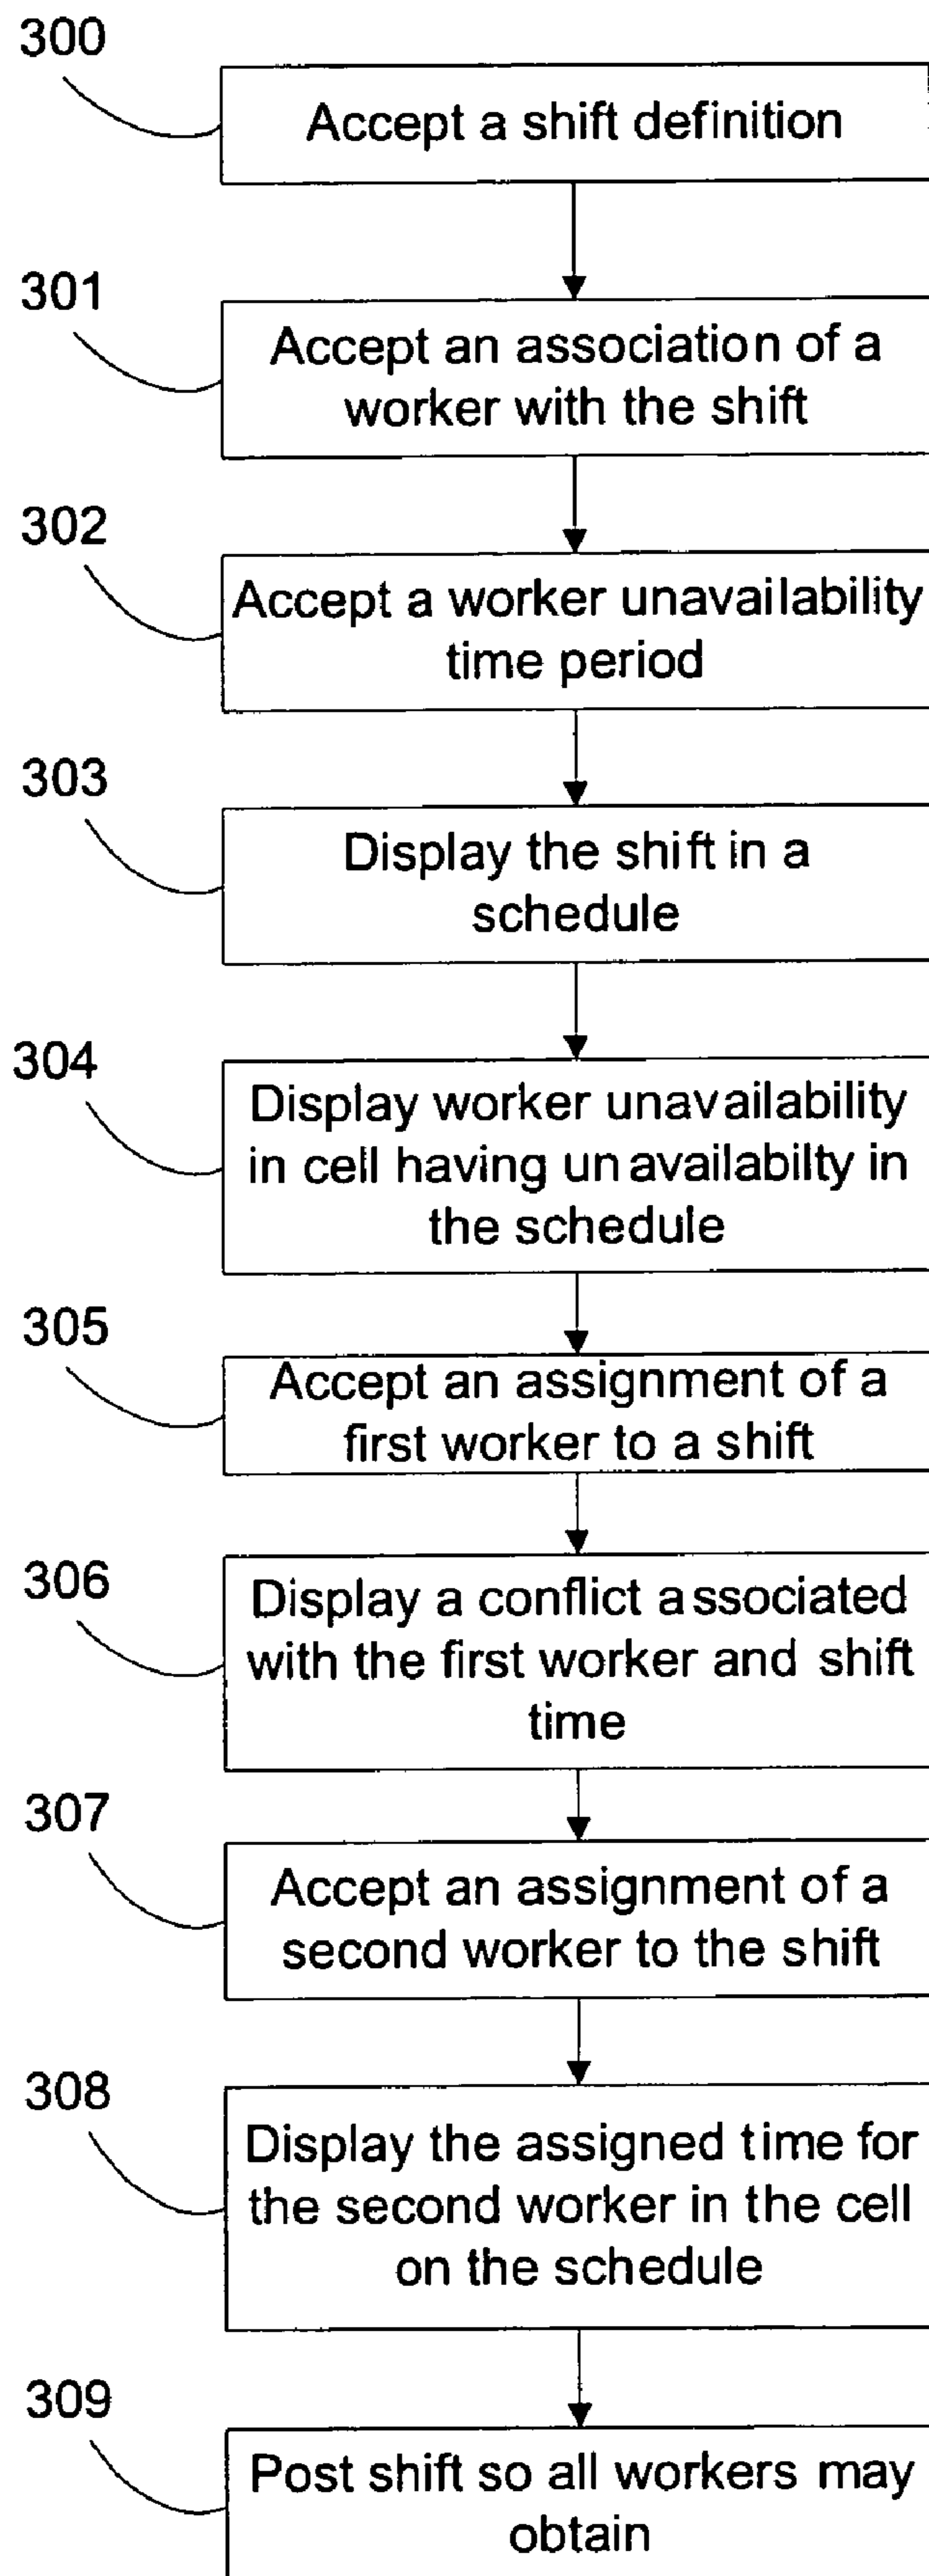 300
Accept a shift definition
301
Accept an association of a
worker with the shift
302
Accept a worker unavailability
time period
303
Display the shift in a
schedule
304
Display worker unavailability
in cell having unavailabilty in
the schedule
305
Accept an assignment of a
first worker to a shift
306
Display a conflict associated
with the first worker and shift
time
307
Accept an assignment of a
second worker to the shift
308
Display the assigned time for
the second worker in the cell
on the schedule
309
Post shift so all workers may
obtain